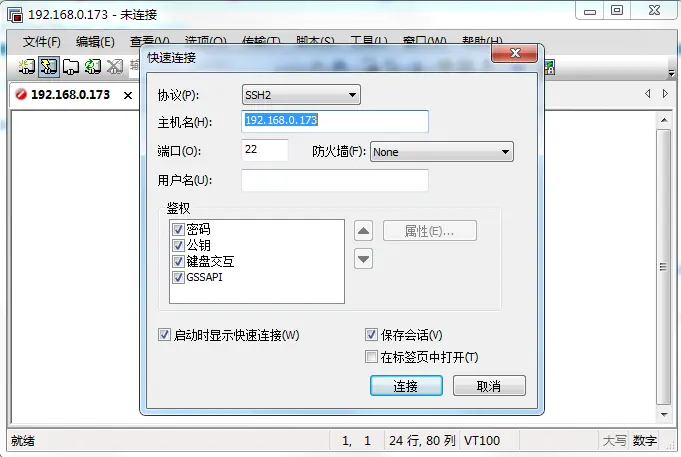 192.168.0.173 - 未连接
文件(F) 编辑(E) 查看(V) 选项(O) 传输(T) 脚本(S) 工具(L) 窗口(W) 帮助(H)
192.168.0.173
快速连接
协议(P): SSH2
主机名(H): 192.168.0.173
端口(O): 22 防火墙(F): None
用户名(U):
鉴权
密码
属性(E)...
公钥
键盘交互
GSSAPI
启动时显示快速连接(W) 保存会话(V)
在标签页中打开(T)
连接 取消
就绪 1, 1 24 行, 80 列 VT100 大写 数字